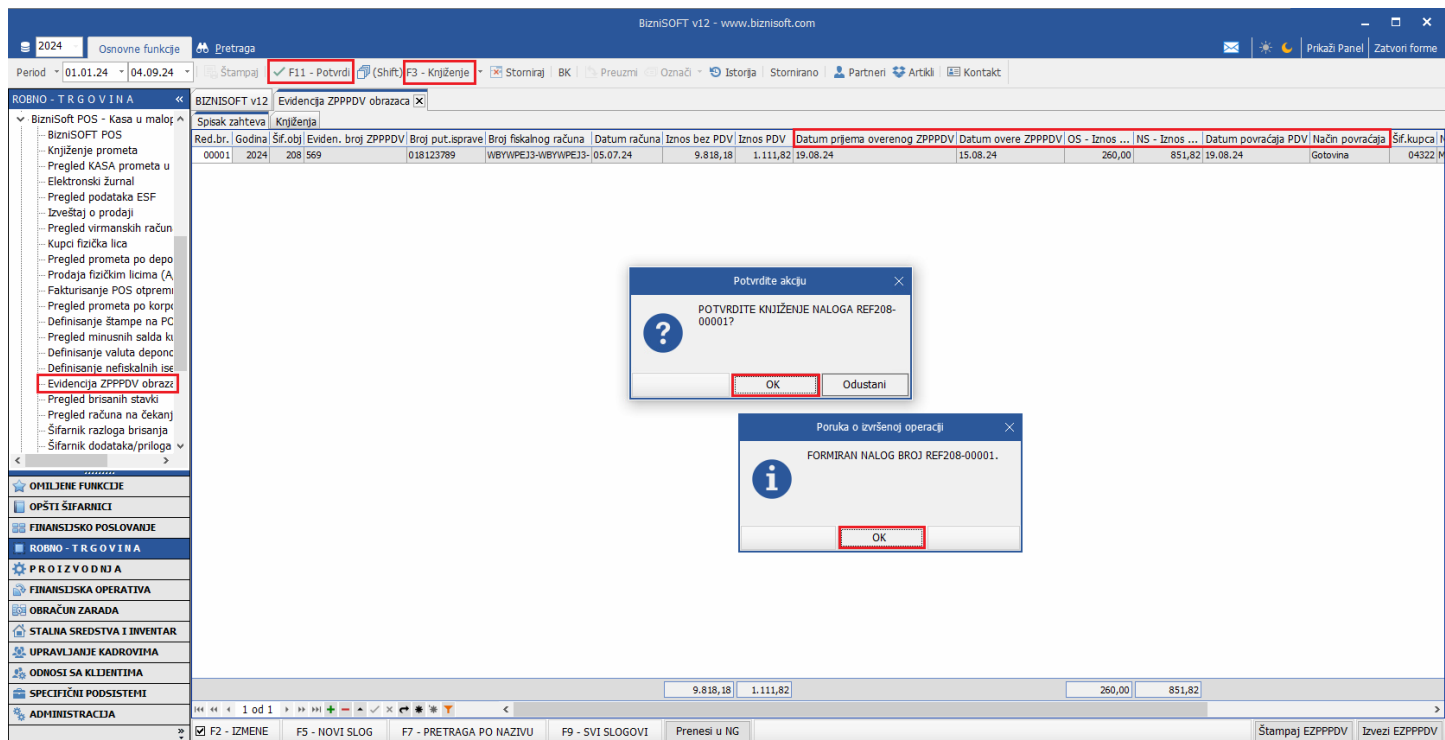 BizniSOFT v12 - www.biznisoft.com
2024 Osnovne funkcije Pretraga Prikaži Panel Zatvori forme
Period 01.01.24 04.09.24 Štampaj F11 - Potvrdi (Shift) F3 - Knjiženje Storniraj BK Preuzmi Označi Istorija Stornirano Partneri Artikli Kontakt
ROBNO - T R G O V I N A «
BizniSoft POS - Kasa u malop
BizniSOFT POS
Knjiženje prometa
Pregled KASA prometa u
Elektronski žurnal
Pregled podataka ESF
Izveštaj o prodaji
Pregled virmanskih račun
Kupci fizička lica
Pregled prometa po depo
Prodaja fizičkim licima (A
Fakturisanje POS otprem
Pregled prometa po korpo
Definisanje štampe na PO
Pregled minusnih salda k
Definisanje valuta depono
Definisanje nefiskalnih ise
Evidencija ZPPPDV obraza
Pregled brisanih stavki
Pregled računa na čekanj
Šifarnik razloga brisanja
Šifarnik dodataka/priloga
OMILJENE FUNKCIJE
OPŠTI ŠIFARNICI
FINANSIJSKO POSLOVANJE
ROBNO - T R G O V I N A
P R O I Z V O D NJ A
FINANSIJSKA OPERATIVA
OBRAČUN ZARADA
STALNA SREDSTVA I INVENTAR
UPRAVLJANJE KADROVIMA
ODNOSI SA KLIJENTIMA
SPECIFIČNI PODSISTEMI
ADMINISTRACIJA
BIZNISOFT v12 Evidencija ZPPPDV obrazaca
Spisak zahteva Knjiženja
Red.br. Godina Šif.obj Eviden. broj ZPPPDV Broj put.isprave Broj fiskalnog računa Datum računa Iznos bez PDV Iznos PDV Datum prijema overenog ZPPPDV Datum overe ZPPPDV OS - Iznos ... NS - Iznos ... Datum povraćaja PDV Način povraćaja Šif.kupca
00001 2024 208 569 018123789 WBYWPEJ3-WBYWPEJ3- 05.07.24 9.818,18 1.111,82 19.08.24 15.08.24 260,00 851,82 19.08.24 Gotovina 04322 M
Potvrdite akciju
POTVRDITE KNJIŽENJE NALOGA REF208-
00001?
OK Odustani
Poruka o izvršenoj operaciji
FORMIRAN NALOG BROJ REF208-00001.
OK
9.818,18 1.111,82 260,00 851,82
1 od 1
F2 - IZMENE F5 - NOVI SLOG F7 - PRETRAGA PO NAZIVU F9 - SVI SLOGOVI Prenesi u NG Štampaj EZPPPDV Izvezi EZPPPDV